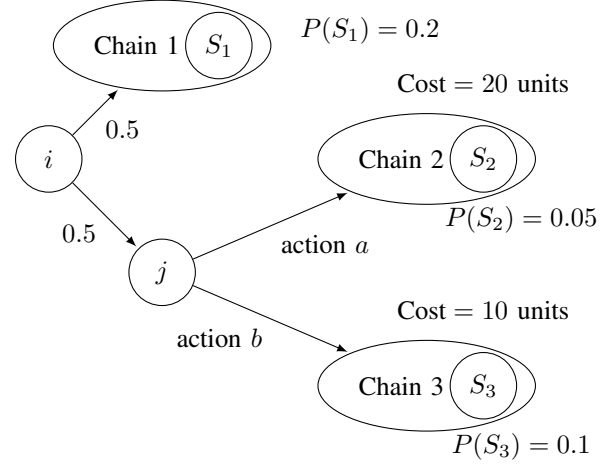 Chain 1 S₁ P(S₁) = 0.2
Cost = 20 units
0.5
i
Chain 2 S₂
P(S₂) = 0.05
0.5
action a
j
Cost = 10 units
action b
Chain 3 S₃
P(S₃) = 0.1